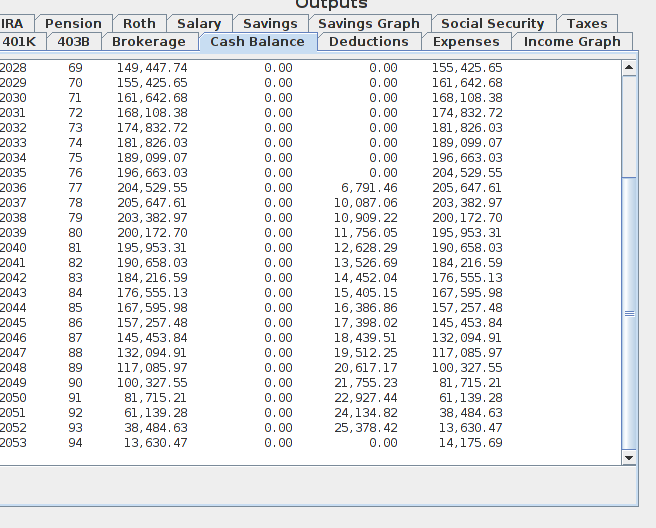 Outputs
IRA Pension Roth Salary Savings Savings Graph Social Security Taxes
401K 403B Brokerage Cash Balance Deductions Expenses Income Graph
2028 69 149,447.74 0.00 0.00 155,425.65
2029 70 155,425.65 0.00 0.00 161,642.68
2030 71 161,642.68 0.00 0.00 168,108.38
2031 72 168,108.38 0.00 0.00 174,832.72
2032 73 174,832.72 0.00 0.00 181,826.03
2033 74 181,826.03 0.00 0.00 189,099.07
2034 75 189,099.07 0.00 0.00 196,663.03
2035 76 196,663.03 0.00 0.00 204,529.55
2036 77 204,529.55 0.00 6,791.46 205,647.61
2037 78 205,647.61 0.00 10,087.06 203,382.97
2038 79 203,382.97 0.00 10,909.22 200,172.70
2039 80 200,172.70 0.00 11,756.05 195,953.31
2040 81 195,953.31 0.00 12,628.29 190,658.03
2041 82 190,658.03 0.00 13,526.69 184,216.59
2042 83 184,216.59 0.00 14,452.04 176,555.13
2043 84 176,555.13 0.00 15,405.15 167,595.98
2044 85 167,595.98 0.00 16,386.86 157,257.48
2045 86 157,257.48 0.00 17,398.02 145,453.84
2046 87 145,453.84 0.00 18,439.51 132,094.91
2047 88 132,094.91 0.00 19,512.25 117,085.97
2048 89 117,085.97 0.00 20,617.17 100,327.55
2049 90 100,327.55 0.00 21,755.23 81,715.21
2050 91 81,715.21 0.00 22,927.44 61,139.28
2051 92 61,139.28 0.00 24,134.82 38,484.63
2052 93 38,484.63 0.00 25,378.42 13,630.47
2053 94 13,630.47 0.00 0.00 14,175.69